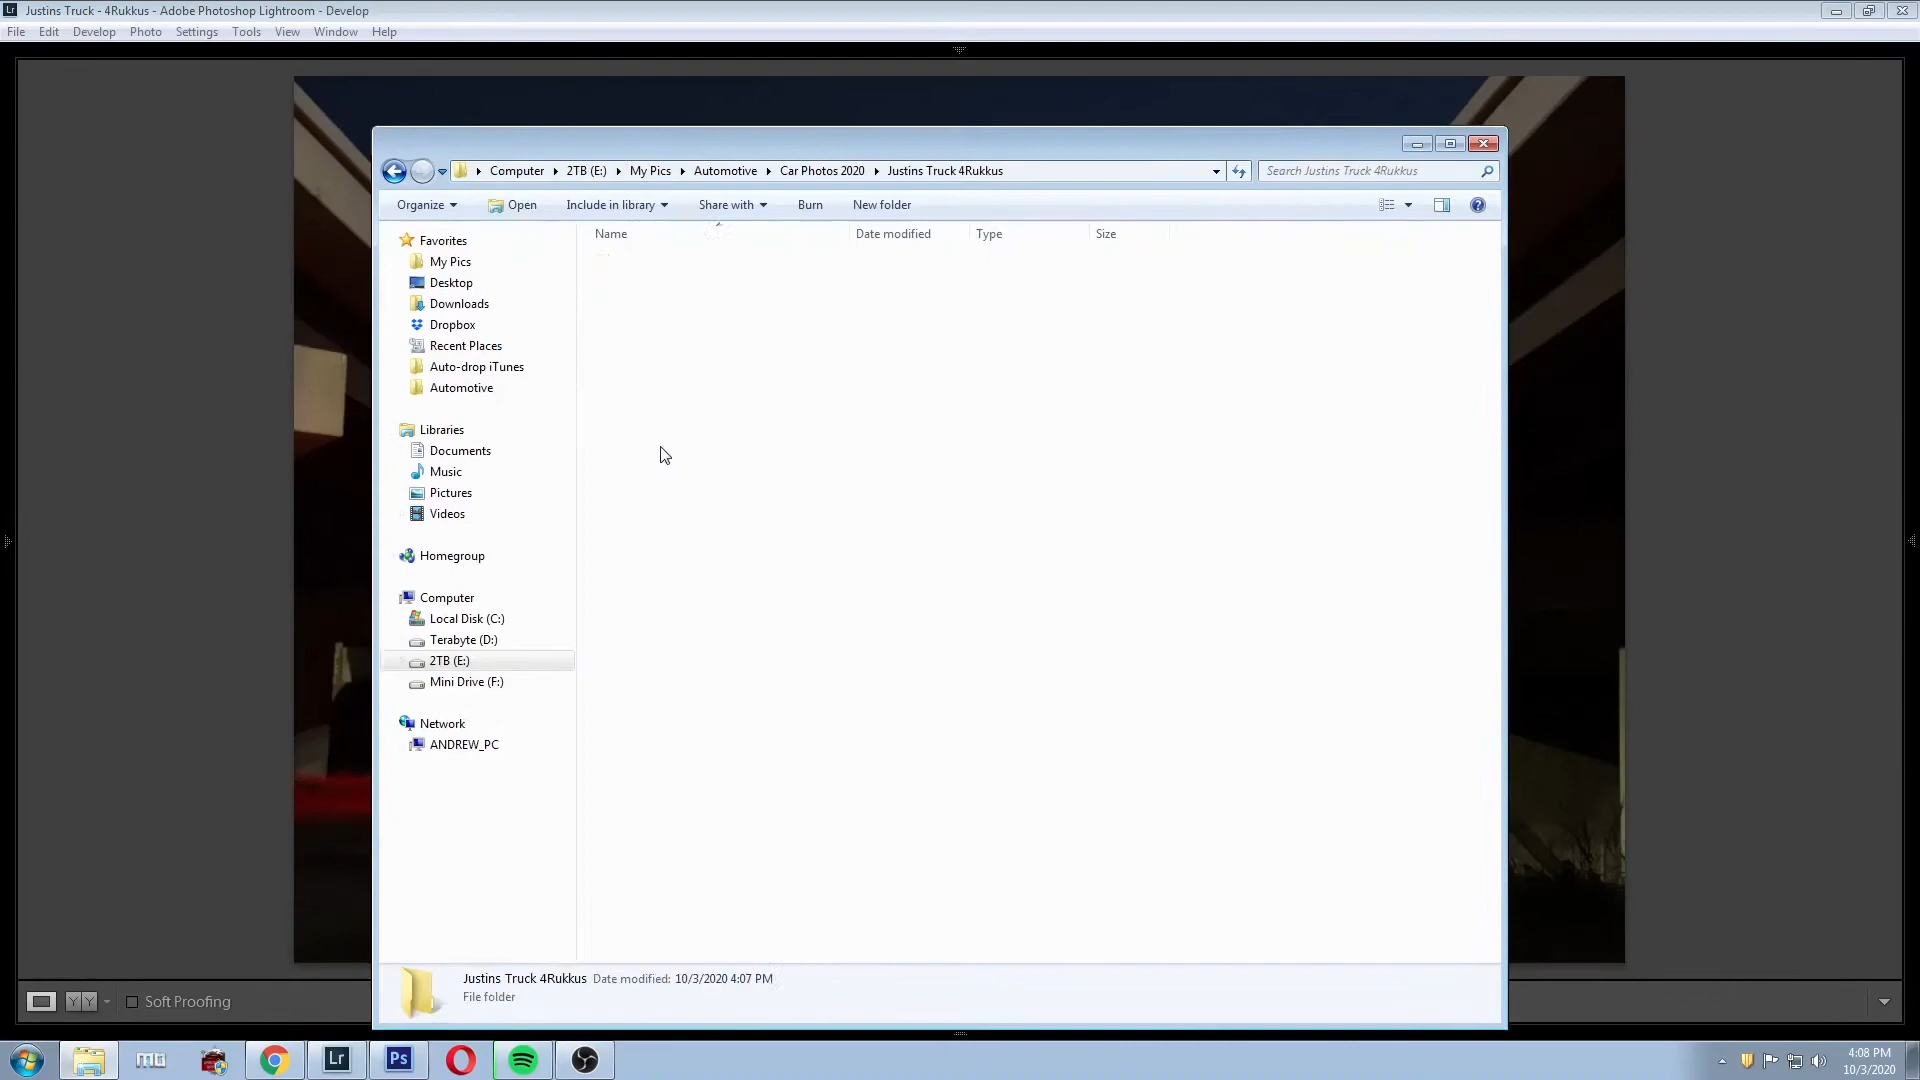 Lr Justins Truck - 4Rukkus - Adobe Photoshop Lightroom - Develop
File Edit Develop Photo Settings Tools View Window Help
Computer 2TB (E:) My Pics Automotive Car Photos 2020 Justins Truck 4Rukkus Search Justins Truck 4Rukkus
Organize Open Include in library Share with Burn New folder
Name Date modified Type Size
Favorites
My Pics
Desktop
Downloads
Dropbox
Recent Places
Auto-drop iTunes
Automotive
Libraries
Documents
Music
Pictures
Videos
Homegroup
Computer
Local Disk (C:)
Terabyte (D:)
2TB (E:)
Mini Drive (F:)
Network
ANDREW_PC
Justins Truck 4Rukkus Date modified: 10/3/2020 4:07 PM
File folder
YY Soft Proofing
Lr Ps
4:08 PM
10/3/2020